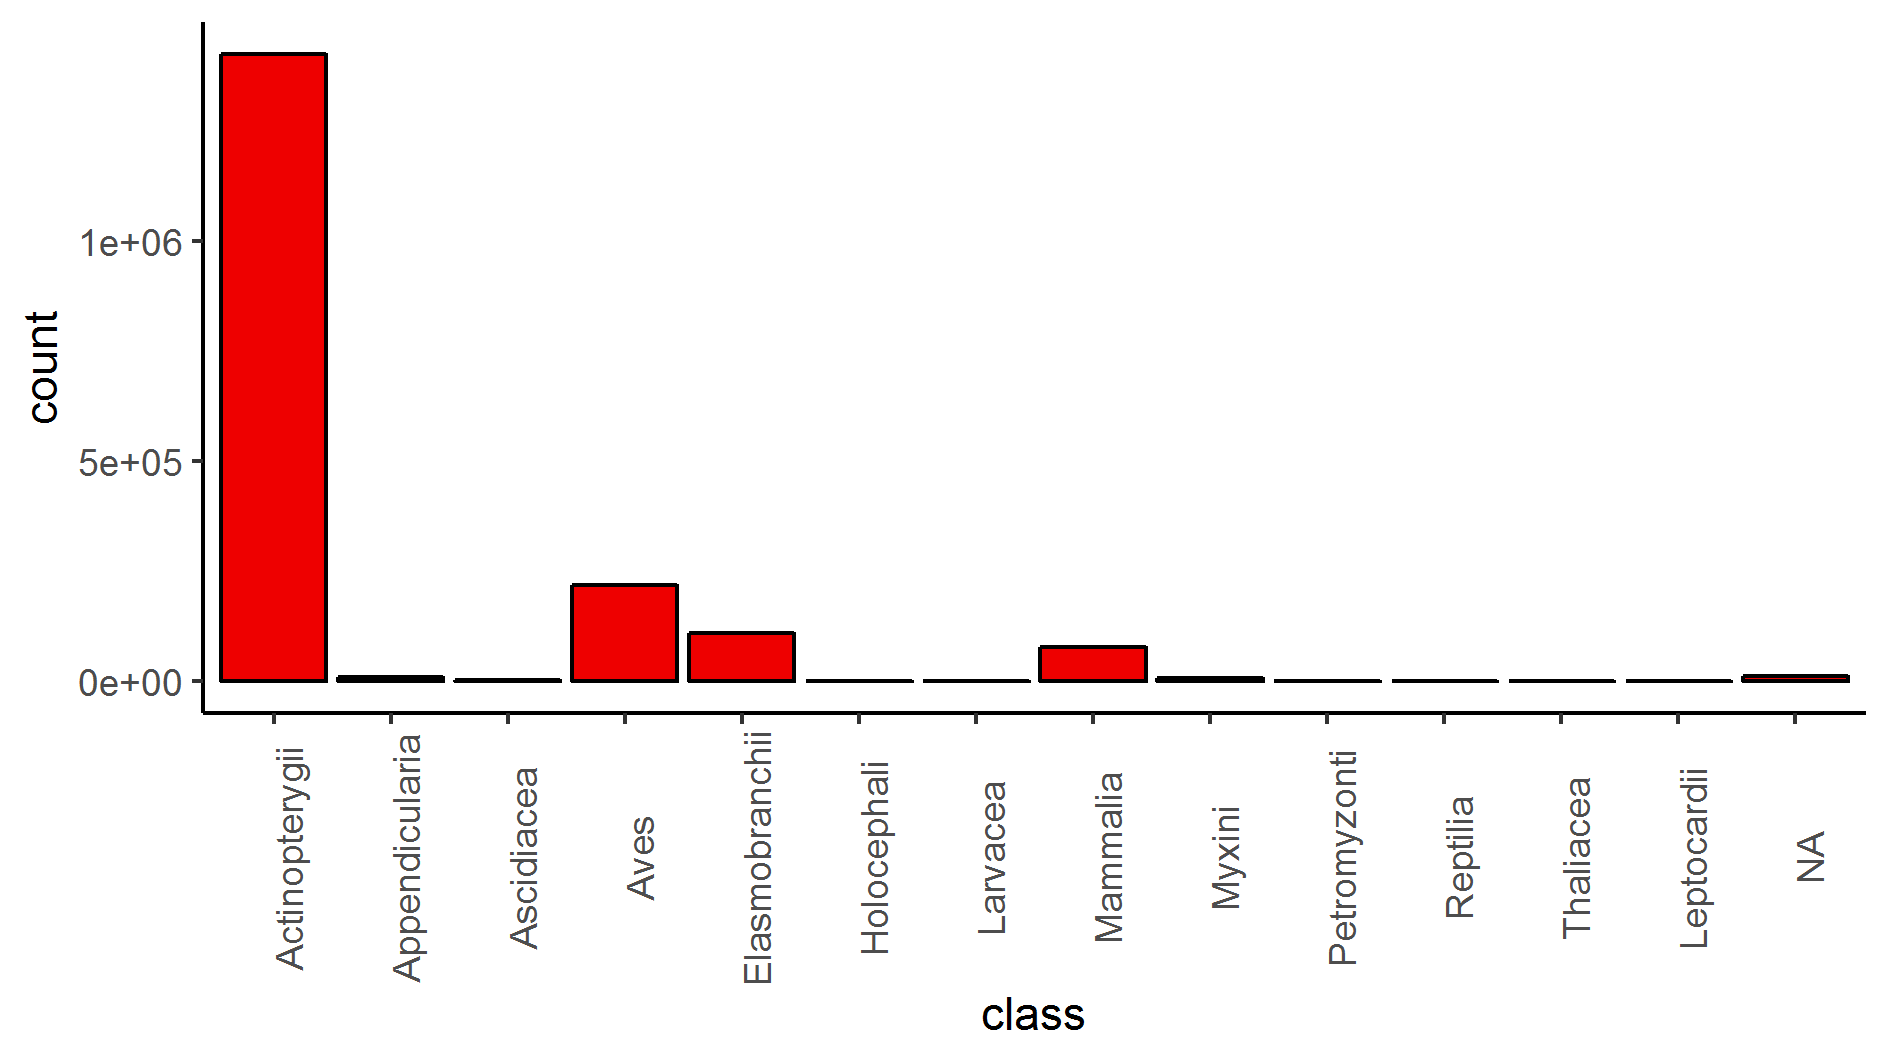 count
1e+06
5e+05
0e+00
Actinopterygii
Appendicularia
Ascidiacea
Aves
Elasmobranchii
Holocephali
Larvacea
Mammalia
Myxini
Petromyzonti
Reptilia
Thaliacea
Leptocardii
NA
class